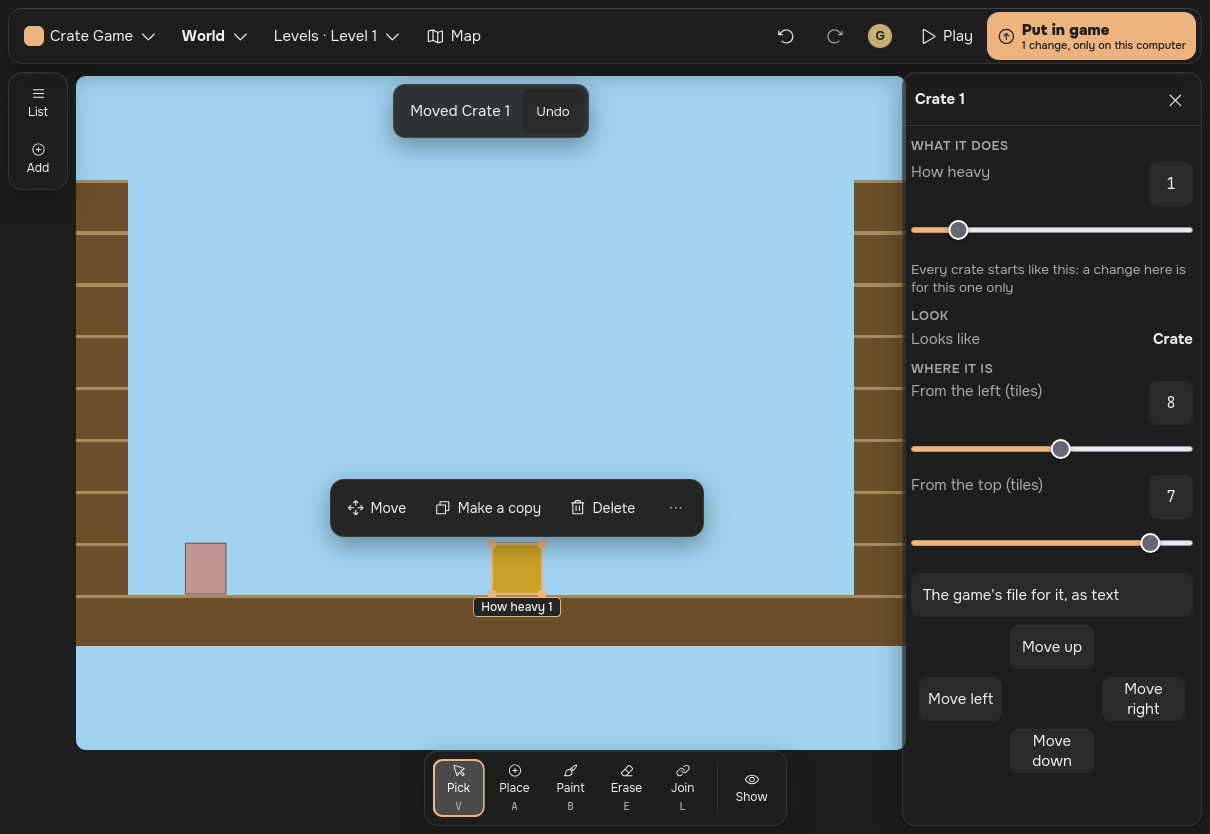 Crate Game
World
Levels · Level 1
Map
G
Play
Put in game
1 change, only on this computer
List
Add
Moved Crate 1
Undo
Move
Make a copy
Delete
...
How heavy 1
Crate 1
WHAT IT DOES
How heavy
1
Every crate starts like this: a change here is
for this one only
LOOK
Looks like
Crate
WHERE IT IS
From the left (tiles)
8
From the top (tiles)
7
The game's file for it, as text
Move up
Move left
Move
right
Move
down
Pick
V
Place
A
Paint
B
Erase
E
Join
L
Show